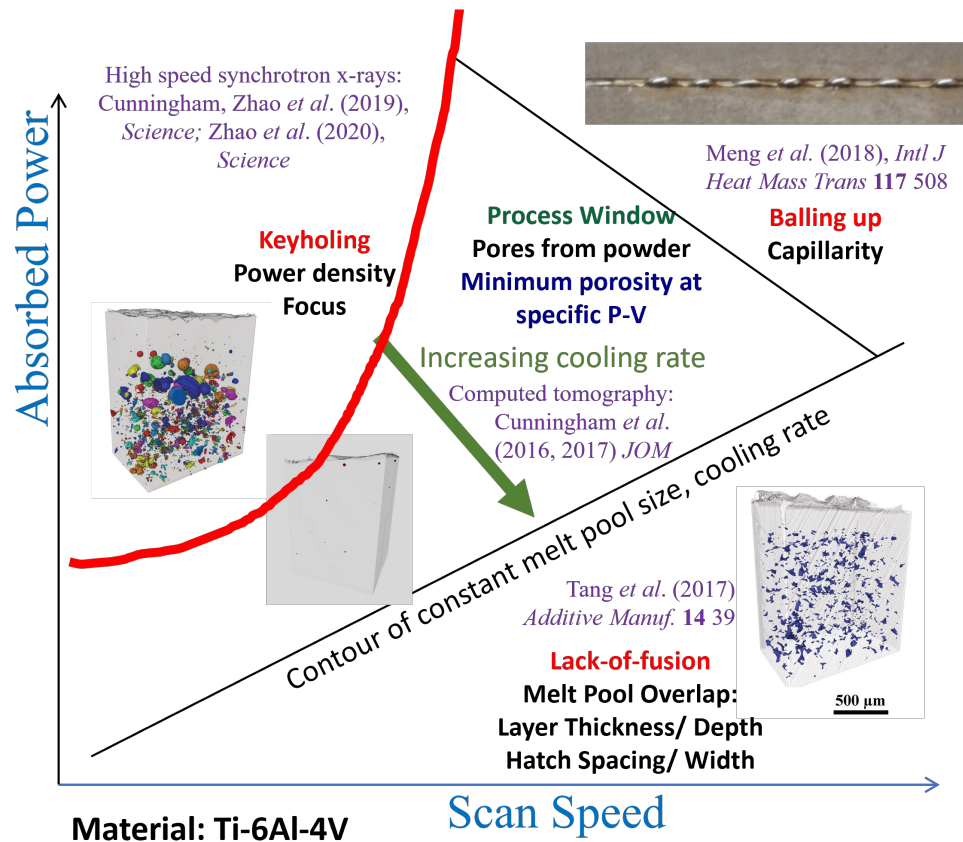 High speed synchrotron x-rays:
Cunningham, Zhao et al. (2019),
Science; Zhao et al. (2020),
Science
Meng et al. (2018), Intl J
Heat Mass Trans 117 508
Absorbed Power
Keyholing
Power density
Focus
Process Window
Pores from powder
Minimum porosity at
specific P-V
Balling up
Capillarity
Increasing cooling rate
Computed tomography:
Cunningham et al.
(2016, 2017) JOM
Contour of constant melt pool size, cooling rate
Tang et al. (2017)
Additive Manuf. 14 39
Lack-of-fusion
Melt Pool Overlap:
Layer Thickness/ Depth
Hatch Spacing/ Width
500 µm
Scan Speed
Material: Ti-6Al-4V